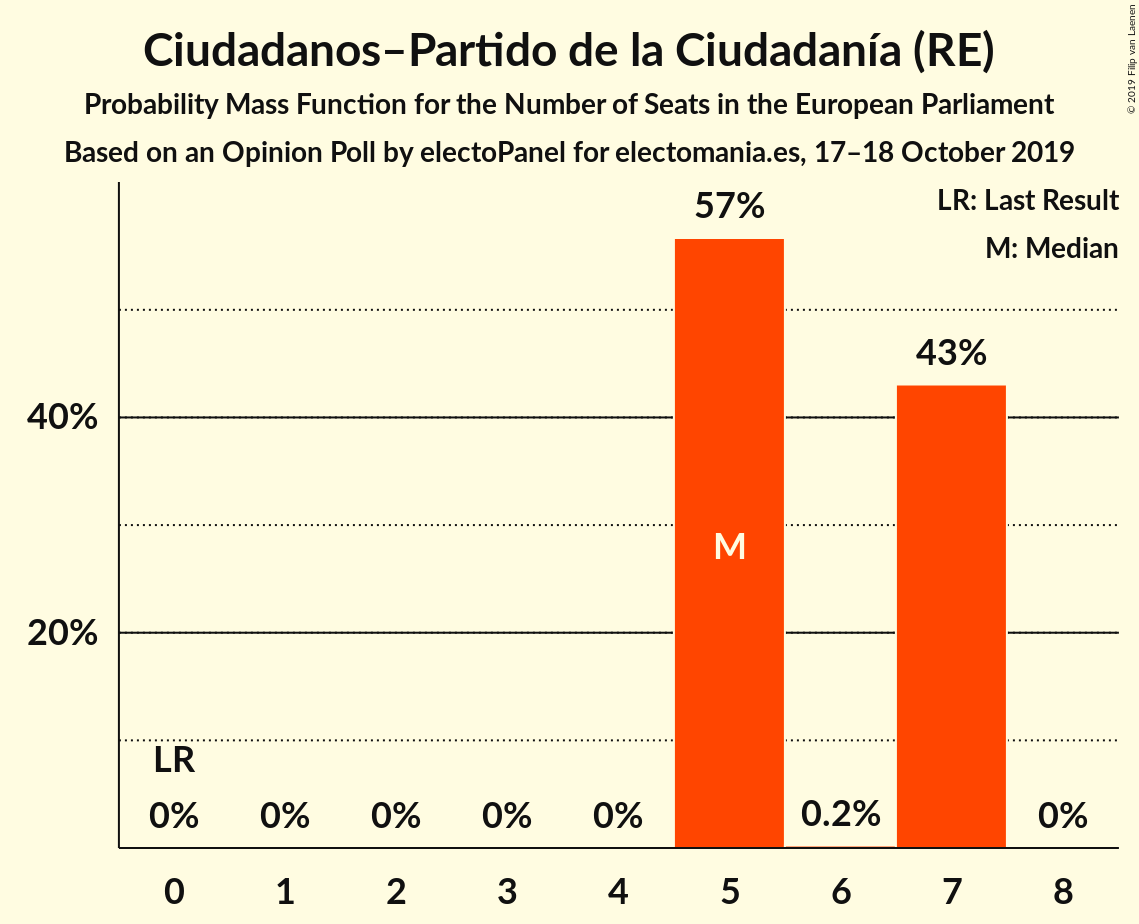 Ciudadanos–Partido de la Ciudadanía (RE)
Probability Mass Function for the Number of Seats in the European Parliament
Based on an Opinion Poll by electoPanel for electomania.es, 17–18 October 2019
© 2019 Filip van Laenen
LR: Last Result
M: Median
57%
43%
40%
M
20%
LR
0% 0% 0% 0% 0% 0.2% 0%
0 1 2 3 4 5 6 7 8